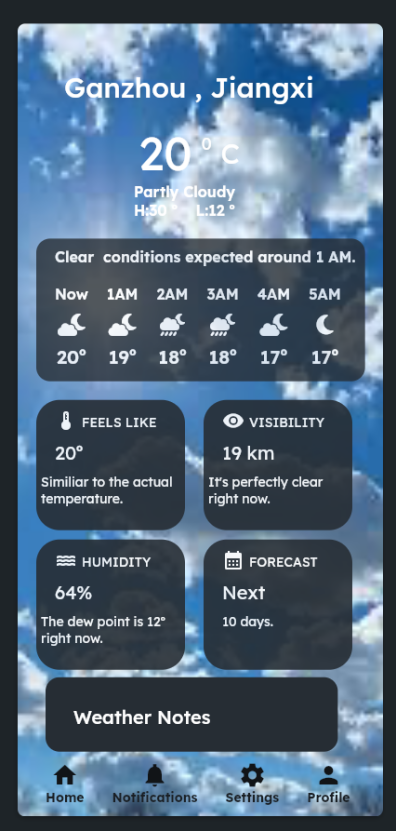 Ganzhou , Jiangxi
20 ° C
Partly Cloudy
H:30 ° L:12 °
Clear conditions expected around 1 AM.
Now 1AM 2AM 3AM 4AM 5AM
20° 19° 18° 18° 17° 17°
FEELS LIKE
20°
Similiar to the actual
temperature.
VISIBILITY
19 km
It's perfectly clear
right now.
HUMIDITY
64%
The dew point is 12°
right now.
FORECAST
Next
10 days.
Weather Notes
Home Notifications Settings Profile